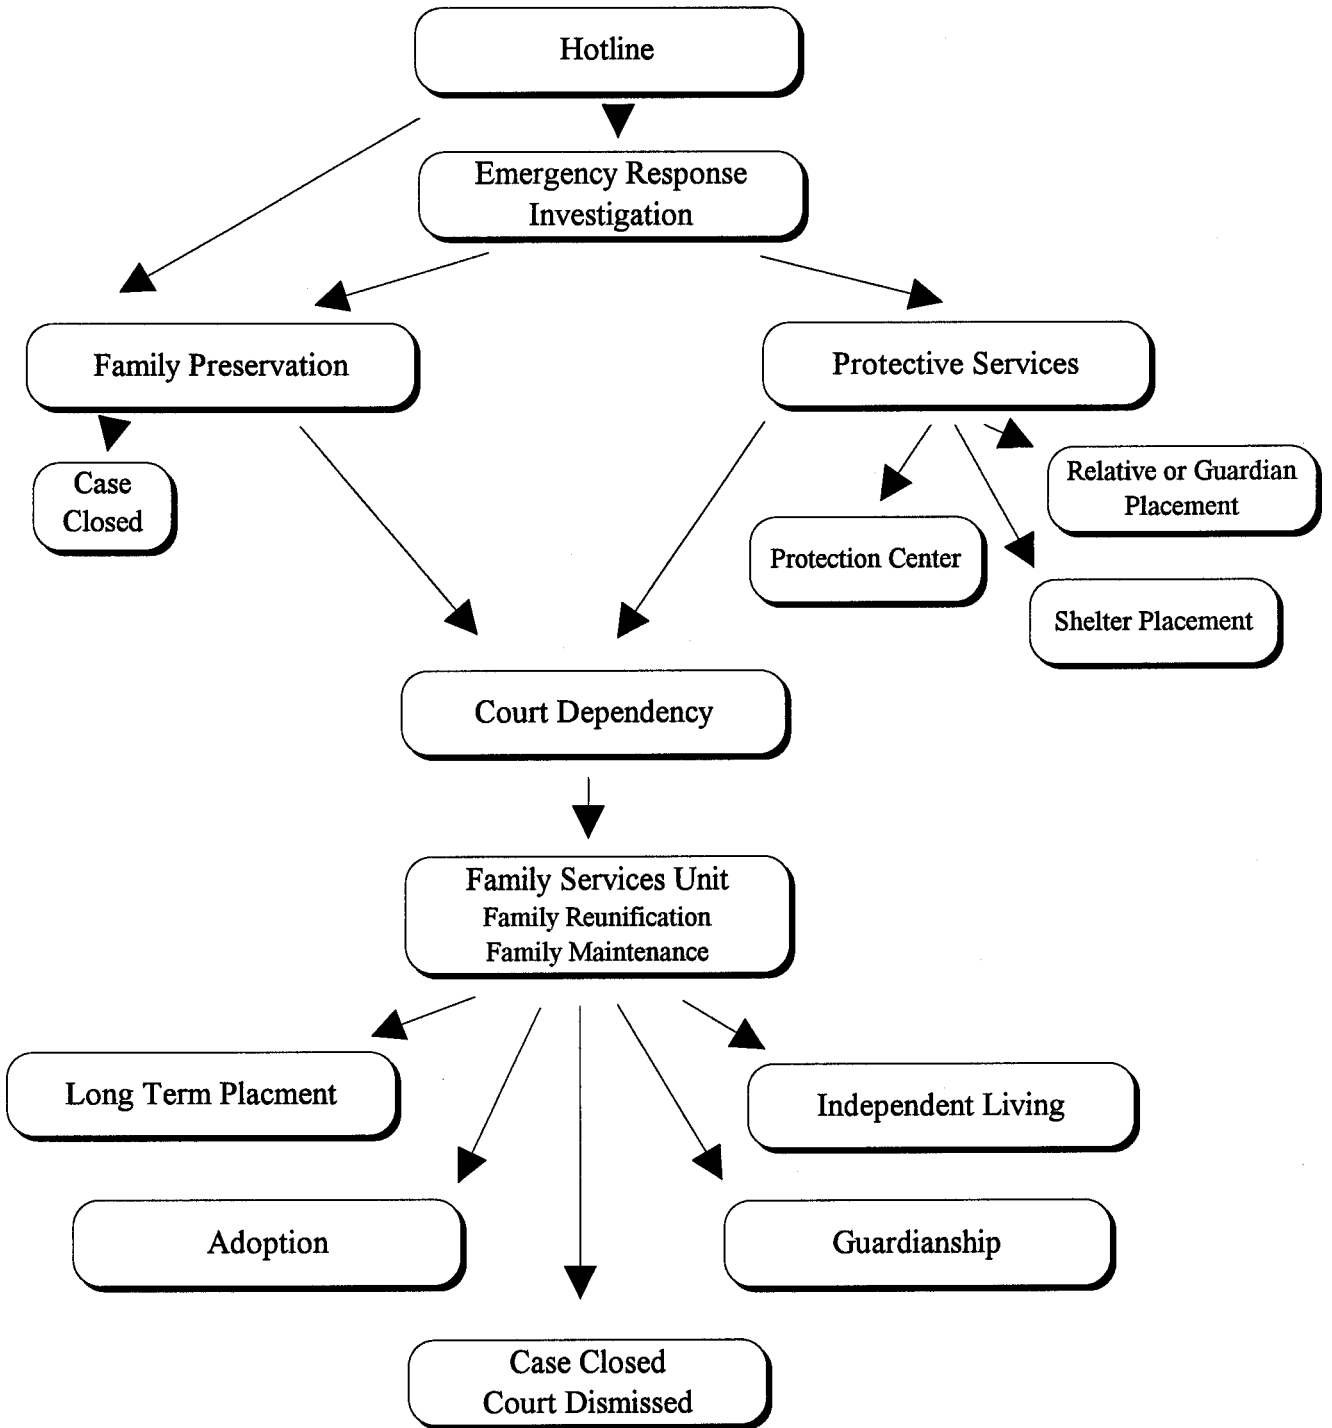 Hotline
Emergency Response
Investigation
Family Preservation
Protective Services
Case
Closed
Relative or Guardian
Placement
Protection Center
Shelter Placement
Court Dependency
Family Services Unit
Family Reunification
Family Maintenance
Long Term Placment
Independent Living
Adoption
Guardianship
Case Closed
Court Dismissed